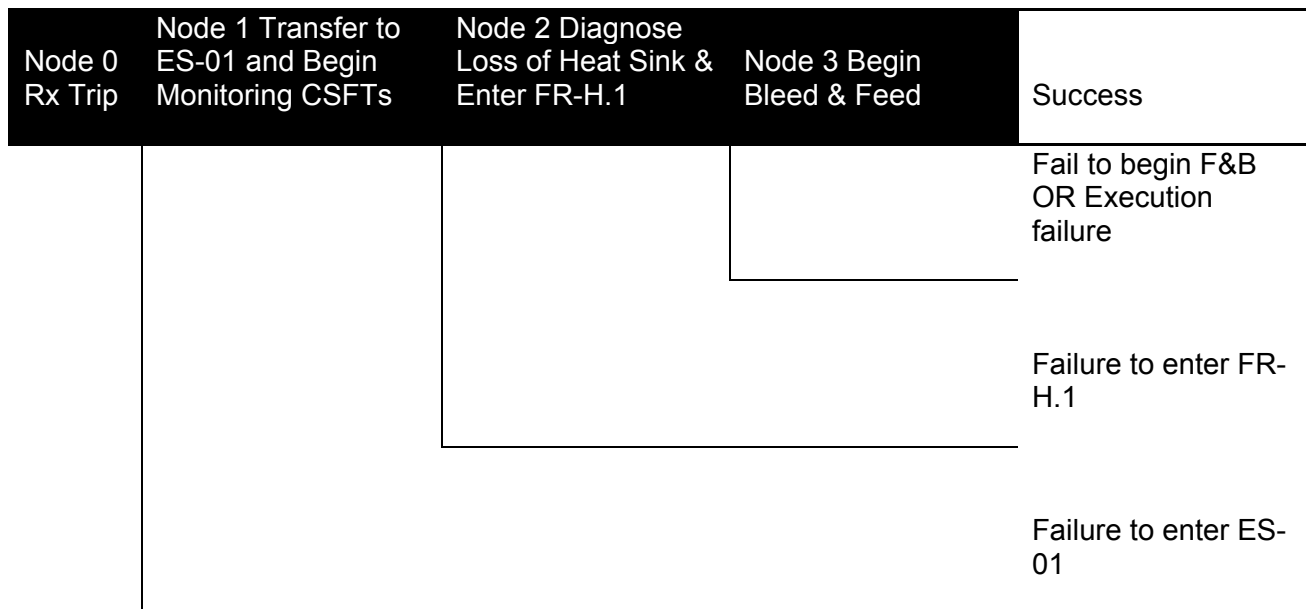 Node 0
Rx Trip
Node 1 Transfer to
ES-01 and Begin
Monitoring CSFTs
Node 2 Diagnose
Loss of Heat Sink &
Enter FR-H.1
Node 3 Begin
Bleed & Feed
Success
Fail to begin F&B
OR Execution
failure
Failure to enter FR-
H.1
Failure to enter ES-
01